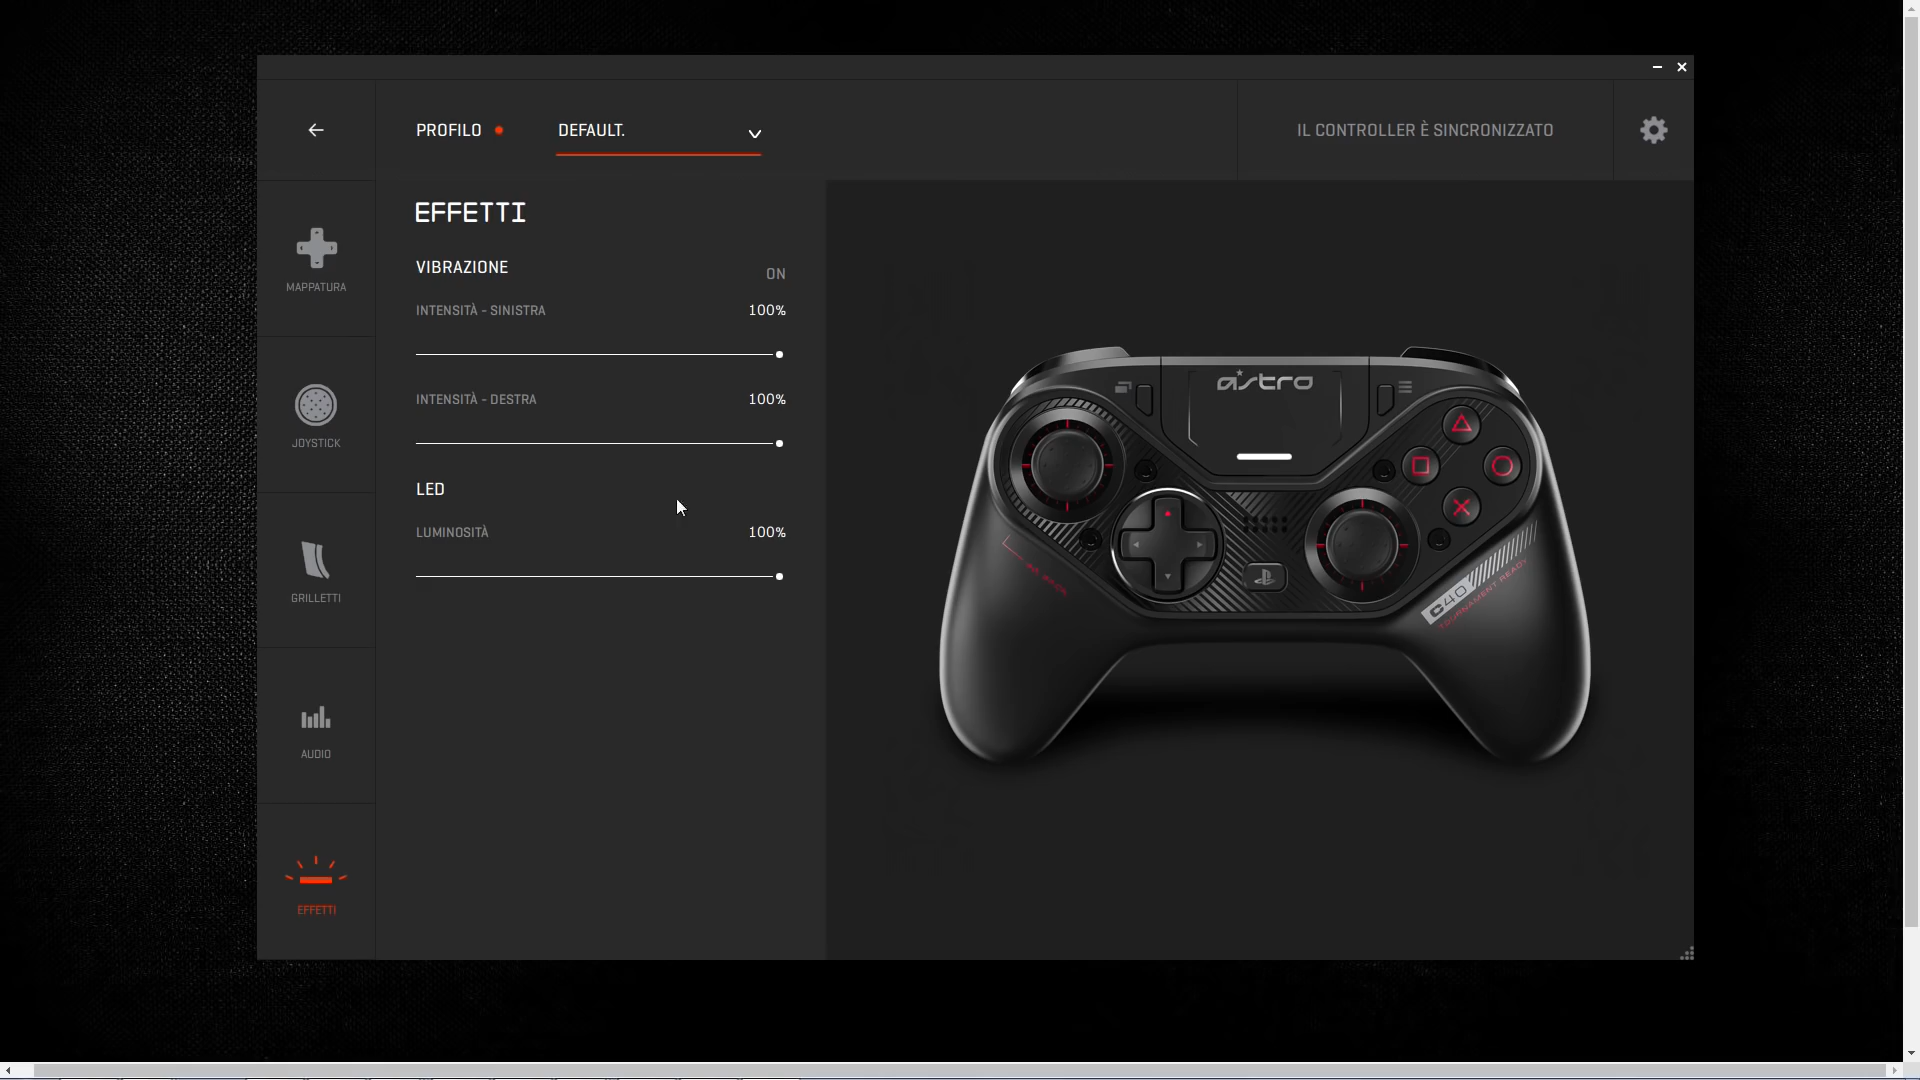 PROFILO
DEFAULT.
IL CONTROLLER È SINCRONIZZATO
MAPPATURA
JOYSTICK
GRILLETTI
AUDIO
EFFETTI
EFFETTI
VIBRAZIONE
ON
INTENSITÀ - SINISTRA
100%
INTENSITÀ - DESTRA
100%
LED
LUMINOSITÀ
100%
astro
C40
TOURNAMENT READY